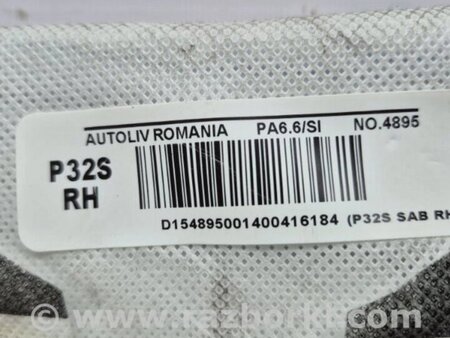 AUTOLIV ROMANIA PA6.6/SI NO.4895
P32S
RH
D154895001400416184 (P32S SAB RH
© www.razborki.com